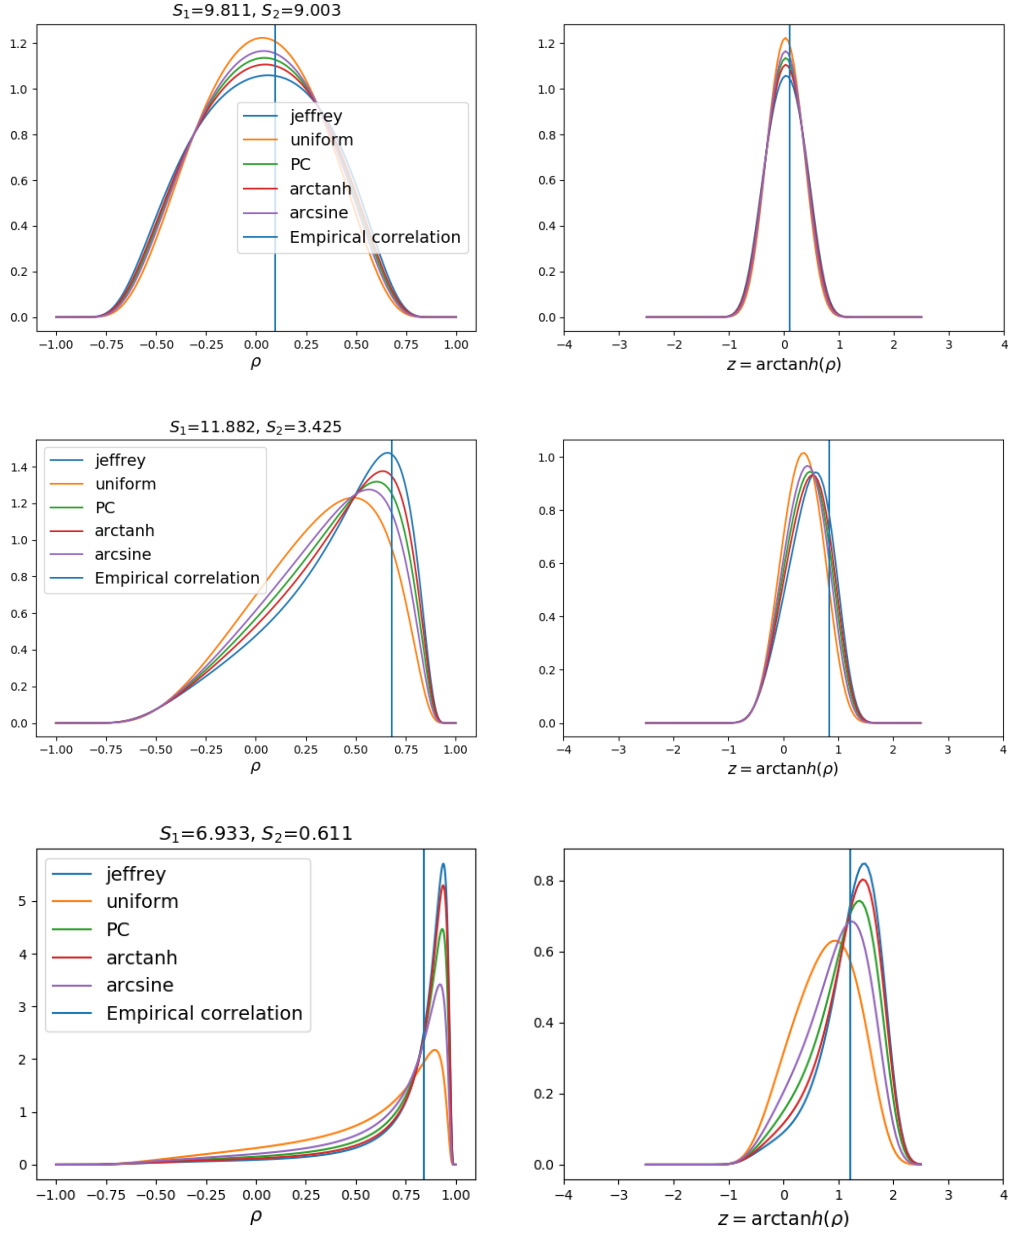 S1=9.811, S2=9.003
1.2
1.0
0.8
0.6
0.4
0.2
0.0
jeffrey
uniform
PC
arctanh
arcsine
Empirical correlation
−1.00 −0.75 −0.50 −0.25 0.00 0.25 0.50 0.75 1.00
ρ
1.2
1.0
0.8
0.6
0.4
0.2
0.0
−4 −3 −2 −1 0 1 2 3 4
z = arctanh(ρ)
S1=11.882, S2=3.425
1.4
1.2
1.0
0.8
0.6
0.4
0.2
0.0
jeffrey
uniform
PC
arctanh
arcsine
Empirical correlation
−1.00 −0.75 −0.50 −0.25 0.00 0.25 0.50 0.75 1.00
ρ
1.0
0.8
0.6
0.4
0.2
0.0
−4 −3 −2 −1 0 1 2 3 4
z = arctanh(ρ)
S1=6.933, S2=0.611
5
4
3
2
1
0
jeffrey
uniform
PC
arctanh
arcsine
Empirical correlation
−1.00 −0.75 −0.50 −0.25 0.00 0.25 0.50 0.75 1.00
ρ
0.8
0.6
0.4
0.2
0.0
−4 −3 −2 −1 0 1 2 3 4
z = arctanh(ρ)